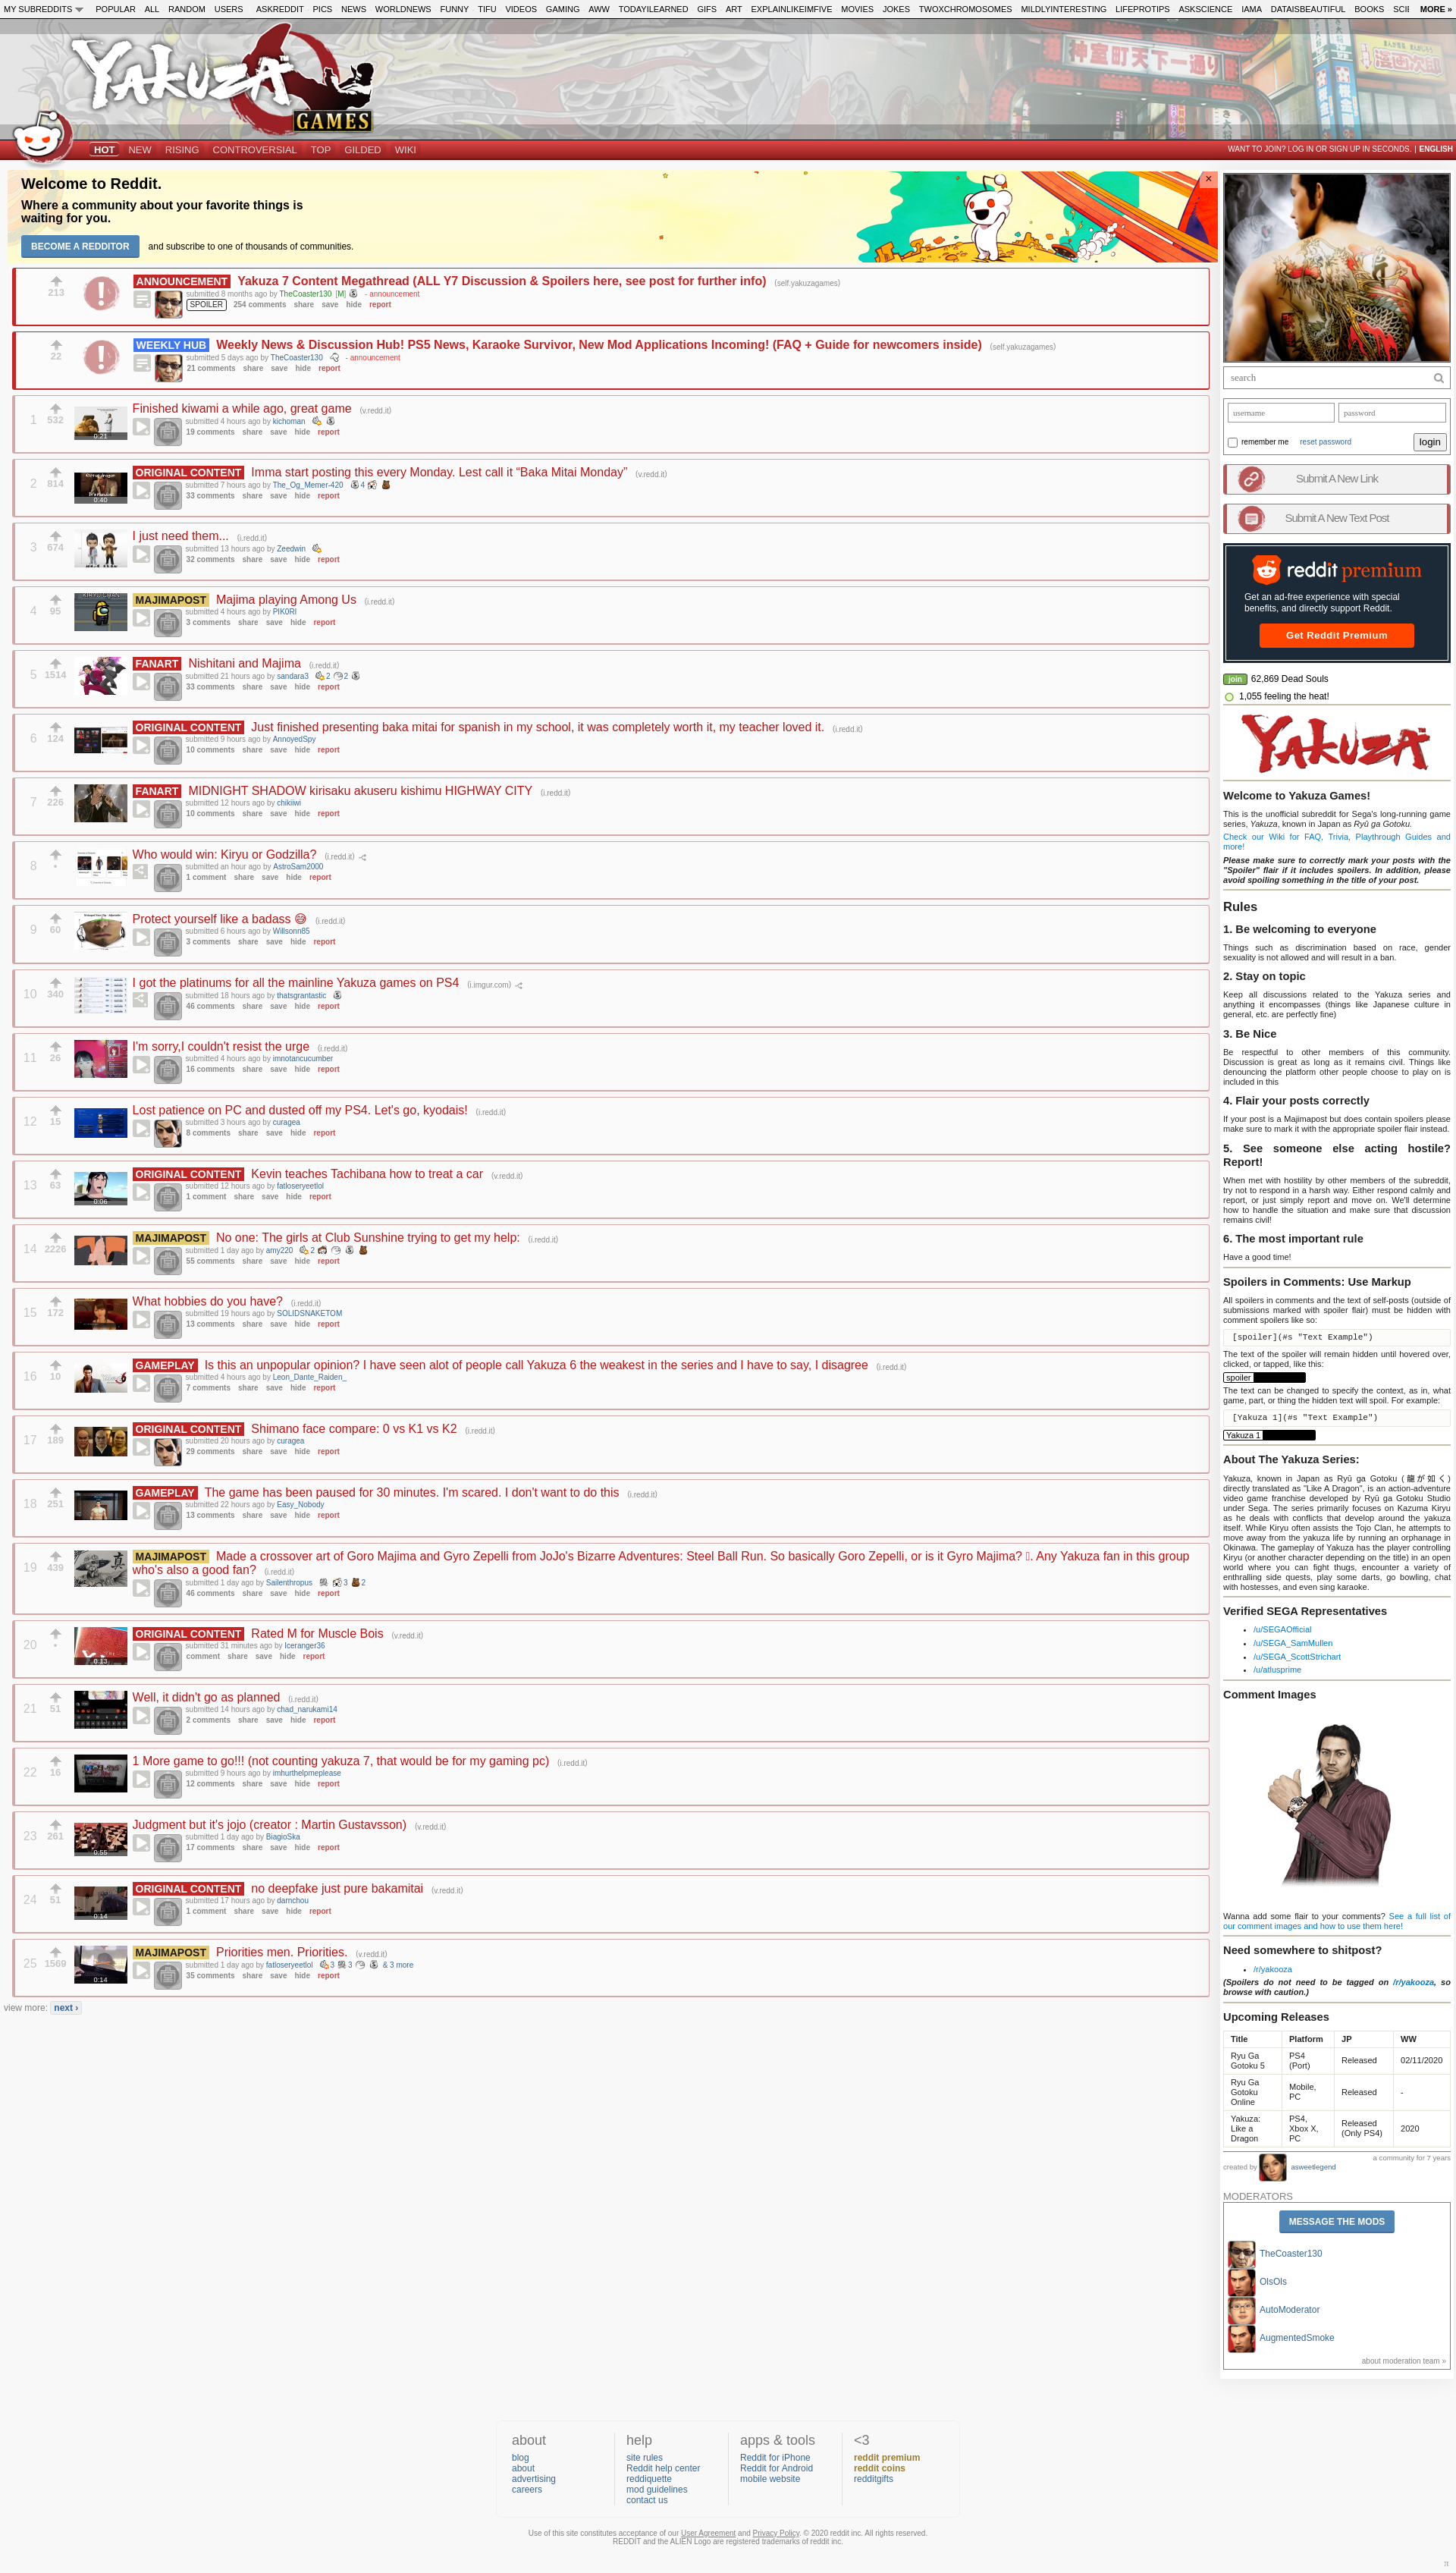 MY SUBREDDITS POPULAR ALL RANDOM USERS ASKREDDIT PICS NEWS WORLDNEWS FUNNY TIFU VIDEOS GAMING AWW TODAYILEARNED GIFS ART EXPLAINLIKEIMFIVE MOVIES JOKES TWOXCHROMOSOMES MILDLYINTERESTING LIFEPROTIPS ASKSCIENCE IAMA DATAISBEAUTIFUL BOOKS MORE »
YAKUZA GAMES
神室町天下一通り
HOT NEW RISING CONTROVERSIAL TOP GILDED WIKI
WANT TO JOIN? LOG IN OR SIGN UP IN SECONDS. | ENGLISH
Welcome to Reddit.
Where a community about your favorite things is
waiting for you.
BECOME A REDDITOR and subscribe to one of thousands of communities.
213
ANNOUNCEMENT Yakuza 7 Content Megathread (ALL Y7 Discussion & Spoilers here, see post for further info) (self.yakuzagames)
submitted 8 months ago by TheCoaster130 [M] - announcement
SPOILER 254 comments share save hide report
22
WEEKLY HUB Weekly News & Discussion Hub! PS5 News, Karaoke Survivor, New Mod Applications Incoming! (FAQ + Guide for newcomers inside) (self.yakuzagames)
submitted 5 days ago by TheCoaster130 - announcement
21 comments share save hide report
1 532 0:21
Finished kiwami a while ago, great game (v.redd.it)
submitted 4 hours ago by kichoman
19 comments share save hide report
2 814 0:40
ORIGINAL CONTENT Imma start posting this every Monday. Lest call it “Baka Mitai Monday” (v.redd.it)
submitted 7 hours ago by The_Og_Memer-420 4
33 comments share save hide report
3 674
I just need them... (i.redd.it)
submitted 13 hours ago by Zeedwin
32 comments share save hide report
4 95
MAJIMAPOST Majima playing Among Us (i.redd.it)
submitted 4 hours ago by PIK0RI
3 comments share save hide report
5 1514
FANART Nishitani and Majima (i.redd.it)
submitted 21 hours ago by sandara3 2 2
33 comments share save hide report
6 124
ORIGINAL CONTENT Just finished presenting baka mitai for spanish in my school, it was completely worth it, my teacher loved it. (i.redd.it)
submitted 9 hours ago by AnnoyedSpy
10 comments share save hide report
7 226
FANART MIDNIGHT SHADOW kirisaku akuseru kishimu HIGHWAY CITY (i.redd.it)
submitted 12 hours ago by chikiiwi
10 comments share save hide report
8 •
Who would win: Kiryu or Godzilla? (i.redd.it)
submitted an hour ago by AstroSam2000
1 comment share save hide report
9 60
Protect yourself like a badass 😅 (i.redd.it)
submitted 6 hours ago by Willsonn85
3 comments share save hide report
10 340
I got the platinums for all the mainline Yakuza games on PS4 (i.imgur.com)
submitted 18 hours ago by thatsgrantastic
46 comments share save hide report
11 26
I'm sorry,I couldn't resist the urge (i.redd.it)
submitted 4 hours ago by imnotancucumber
16 comments share save hide report
12 15
Lost patience on PC and dusted off my PS4. Let's go, kyodais! (i.redd.it)
submitted 3 hours ago by curagea
8 comments share save hide report
13 63 0:06
ORIGINAL CONTENT Kevin teaches Tachibana how to treat a car (v.redd.it)
submitted 12 hours ago by fatloseryeetlol
1 comment share save hide report
14 2226
MAJIMAPOST No one: The girls at Club Sunshine trying to get my help: (i.redd.it)
submitted 1 day ago by amy220 2
55 comments share save hide report
15 172
What hobbies do you have? (i.redd.it)
submitted 19 hours ago by SOLIDSNAKETOM
13 comments share save hide report
16 10
GAMEPLAY Is this an unpopular opinion? I have seen alot of people call Yakuza 6 the weakest in the series and I have to say, I disagree (i.redd.it)
submitted 4 hours ago by Leon_Dante_Raiden_
7 comments share save hide report
17 189
ORIGINAL CONTENT Shimano face compare: 0 vs K1 vs K2 (i.redd.it)
submitted 20 hours ago by curagea
29 comments share save hide report
18 251
GAMEPLAY The game has been paused for 30 minutes. I'm scared. I don't want to do this (i.redd.it)
submitted 22 hours ago by Easy_Nobody
13 comments share save hide report
19 439
MAJIMAPOST Made a crossover art of Goro Majima and Gyro Zepelli from JoJo's Bizarre Adventures: Steel Ball Run. So basically Goro Zepelli, or is it Gyro Majima? . Any Yakuza fan in this group
who's also a good fan? (i.redd.it)
submitted 1 day ago by Sailenthropus 3 2
46 comments share save hide report
20 • 0:13
ORIGINAL CONTENT Rated M for Muscle Bois (v.redd.it)
submitted 31 minutes ago by Iceranger36
comment share save hide report
21 51
Well, it didn't go as planned (i.redd.it)
submitted 14 hours ago by chad_narukami14
2 comments share save hide report
22 16
1 More game to go!!! (not counting yakuza 7, that would be for my gaming pc) (i.redd.it)
submitted 9 hours ago by imhurthelpmeplease
12 comments share save hide report
23 261 0:55
Judgment but it's jojo (creator : Martin Gustavsson) (v.redd.it)
submitted 1 day ago by BiagioSka
17 comments share save hide report
24 51 0:14
ORIGINAL CONTENT no deepfake just pure bakamitai (v.redd.it)
submitted 17 hours ago by darnchou
1 comment share save hide report
25 1569 0:14
MAJIMAPOST Priorities men. Priorities. (v.redd.it)
submitted 1 day ago by fatloseryeetlol 3 3 & 3 more
35 comments share save hide report
view more: next ›
search
username password
remember me reset password login
Submit A New Link
Submit A New Text Post
reddit premium
Get an ad-free experience with special
benefits, and directly support Reddit.
Get Reddit Premium
join 62,869 Dead Souls
1,055 feeling the heat!
YAKUZA
Welcome to Yakuza Games!
This is the unofficial subreddit for Sega's long-running game
series, Yakuza, known in Japan as Ryū ga Gotoku.
Check our Wiki for FAQ, Trivia, Playthrough Guides and
more!
Please make sure to correctly mark your posts with the
"Spoiler" flair if it includes spoilers. In addition, please
avoid spoiling something in the title of your post.
Rules
1. Be welcoming to everyone
Things such as discrimination based on race, gender
sexuality is not allowed and will result in a ban.
2. Stay on topic
Keep all discussions related to the Yakuza series and
anything it encompasses (things like Japanese culture in
general, etc. are perfectly fine)
3. Be Nice
Be respectful to other members of this community.
Discussion is great as long as it remains civil. Things like
denouncing the platform other people choose to play on is
included in this
4. Flair your posts correctly
If your post is a Majimapost but does contain spoilers please
make sure to mark it with the appropriate spoiler flair instead.
5. See someone else acting hostile?
Report!
When met with hostility by other members of the subreddit,
try not to respond in a harsh way. Either respond calmly and
report, or just simply report and move on. We'll determine
how to handle the situation and make sure that discussion
remains civil!
6. The most important rule
Have a good time!
Spoilers in Comments: Use Markup
All spoilers in comments and the text of self-posts (outside of
submissions marked with spoiler flair) must be hidden with
comment spoilers like so:
[spoiler](#s "Text Example")
The text of the spoiler will remain hidden until hovered over,
clicked, or tapped, like this:
spoiler
The text can be changed to specify the context, as in, what
game, part, or thing the hidden text will spoil. For example:
[Yakuza 1](#s "Text Example")
Yakuza 1
About The Yakuza Series:
Yakuza, known in Japan as Ryū ga Gotoku (龍が如く)
directly translated as "Like A Dragon", is an action-adventure
video game franchise developed by Ryū ga Gotoku Studio
under Sega. The series primarily focuses on Kazuma Kiryu
as he deals with conflicts that develop around the yakuza
itself. While Kiryu often assists the Tojo Clan, he attempts to
move away from the yakuza life by running an orphanage in
Okinawa. The gameplay of Yakuza has the player controlling
Kiryu (or another character depending on the title) in an open
world where you can fight thugs, encounter a variety of
enthralling side quests, play some darts, go bowling, chat
with hostesses, and even sing karaoke.
Verified SEGA Representatives
/u/SEGAOfficial
/u/SEGA_SamMullen
/u/SEGA_ScottStrichart
/u/atlusprime
Comment Images
Wanna add some flair to your comments? See a full list of
our comment images and how to use them here!
Need somewhere to shitpost?
/r/yakooza
(Spoilers do not need to be tagged on /r/yakooza, so
browse with caution.)
Upcoming Releases
Title Platform JP WW
Ryu Ga Gotoku 5 PS4 (Port) Released 02/11/2020
Ryu Ga Gotoku Online Mobile, PC Released -
Yakuza: Like a Dragon PS4, Xbox X, PC Released (Only PS4) 2020
a community for 7 years
created by asweetlegend
MODERATORS
MESSAGE THE MODS
TheCoaster130
OlsOls
AutoModerator
AugmentedSmoke
about moderation team »
about help apps & tools <3
blog site rules Reddit for iPhone reddit premium
about Reddit help center Reddit for Android reddit coins
advertising reddiquette mobile website redditgifts
careers mod guidelines
contact us
Use of this site constitutes acceptance of our User Agreement and Privacy Policy. © 2020 reddit inc. All rights reserved.
REDDIT and the ALIEN Logo are registered trademarks of reddit inc.
π